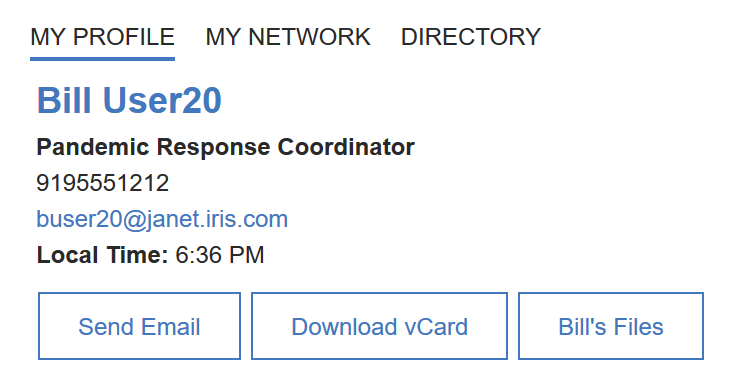 MY PROFILE MY NETWORK DIRECTORY
Bill User20
Pandemic Response Coordinator
9195551212
buser20@janet.iris.com
Local Time: 6:36 PM
Send Email Download vCard Bill's Files